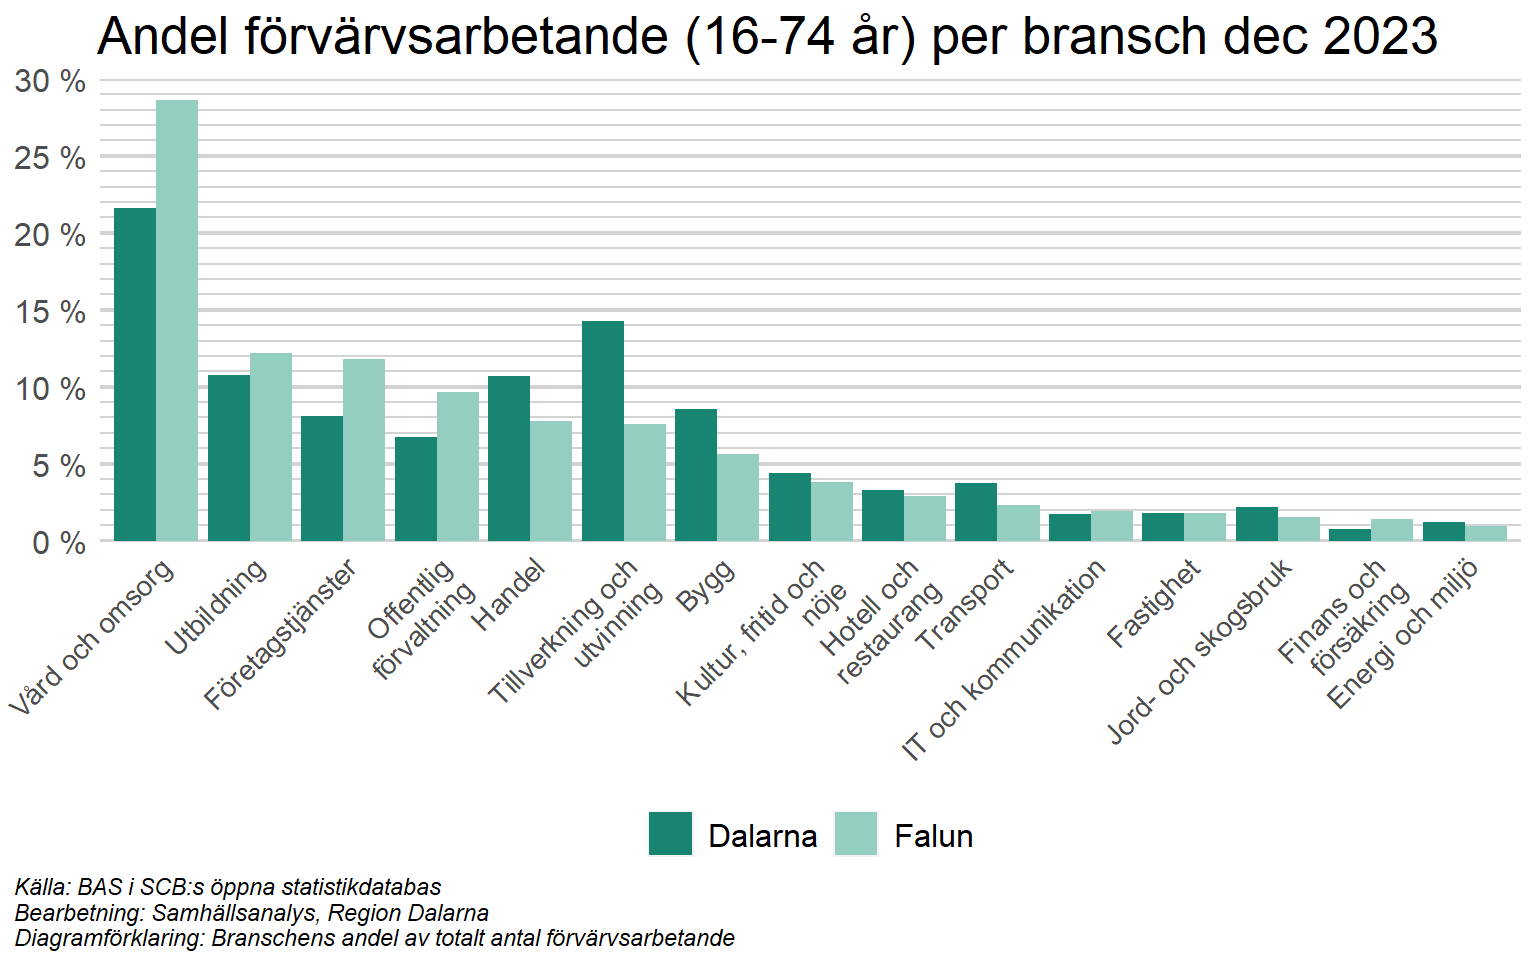 Andel förvärvsarbetande (16-74 år) per bransch dec 2023
30 %
25 %
20 %
15 %
10 %
5 %
0 %
Vård och omsorg
Utbildning
Företagstjänster
Offentlig
förvaltning
Handel
Tillverkning och
utvinning
Bygg
Kultur, fritid och
nöje
Hotell och
restaurang
Transport
IT och kommunikation
Fastighet
Jord- och skogsbruk
Finans och
försäkring
Energi och miljö
Dalarna
Falun
Källa: BAS i SCB:s öppna statistikdatabas
Bearbetning: Samhällsanalys, Region Dalarna
Diagramförklaring: Branschens andel av totalt antal förvärvsarbetande